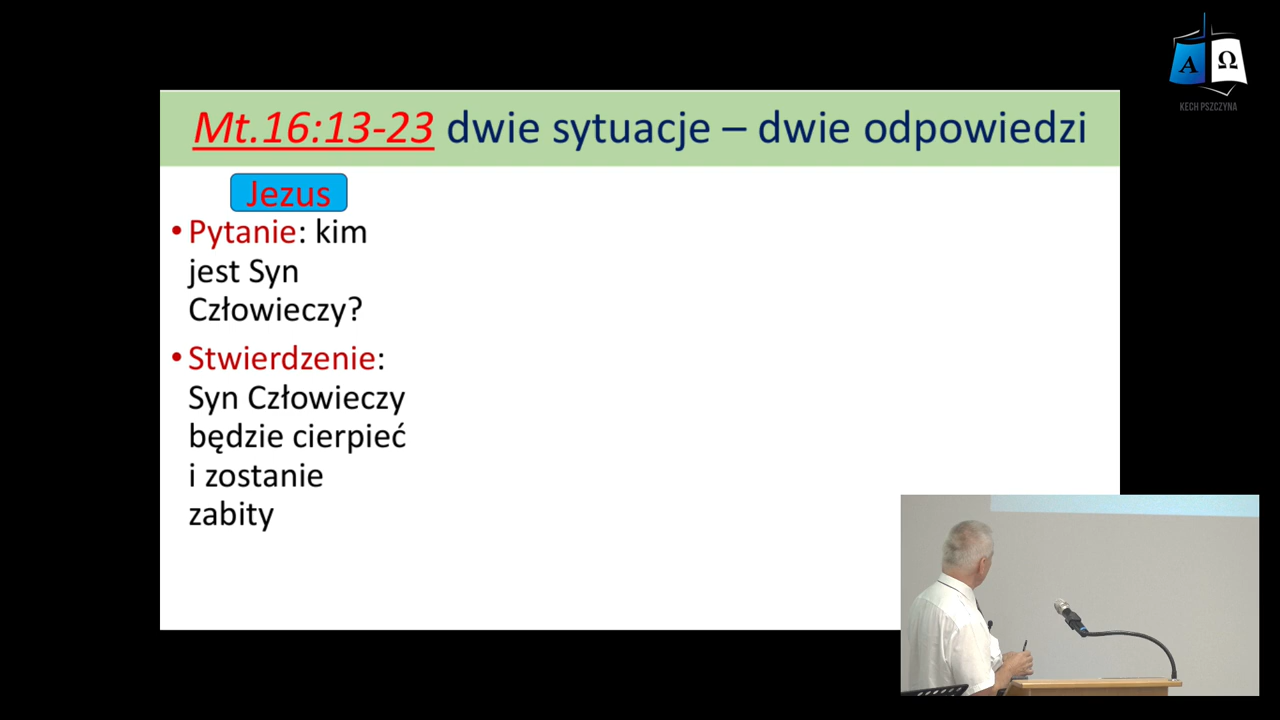 Α Ω
KECH PSZCZYNA
Mt.16:13-23 dwie sytuacje – dwie odpowiedzi
Jezus
• Pytanie: kim
jest Syn
Człowieczy?
• Stwierdzenie:
Syn Człowieczy
będzie cierpieć
i zostanie
zabity